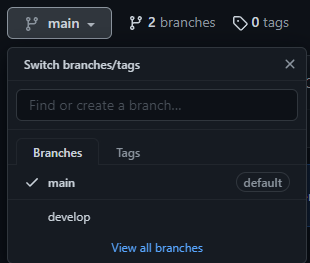 main 2 branches 0 tags
Switch branches/tags
Find or create a branch...
Branches Tags
main default
develop
View all branches